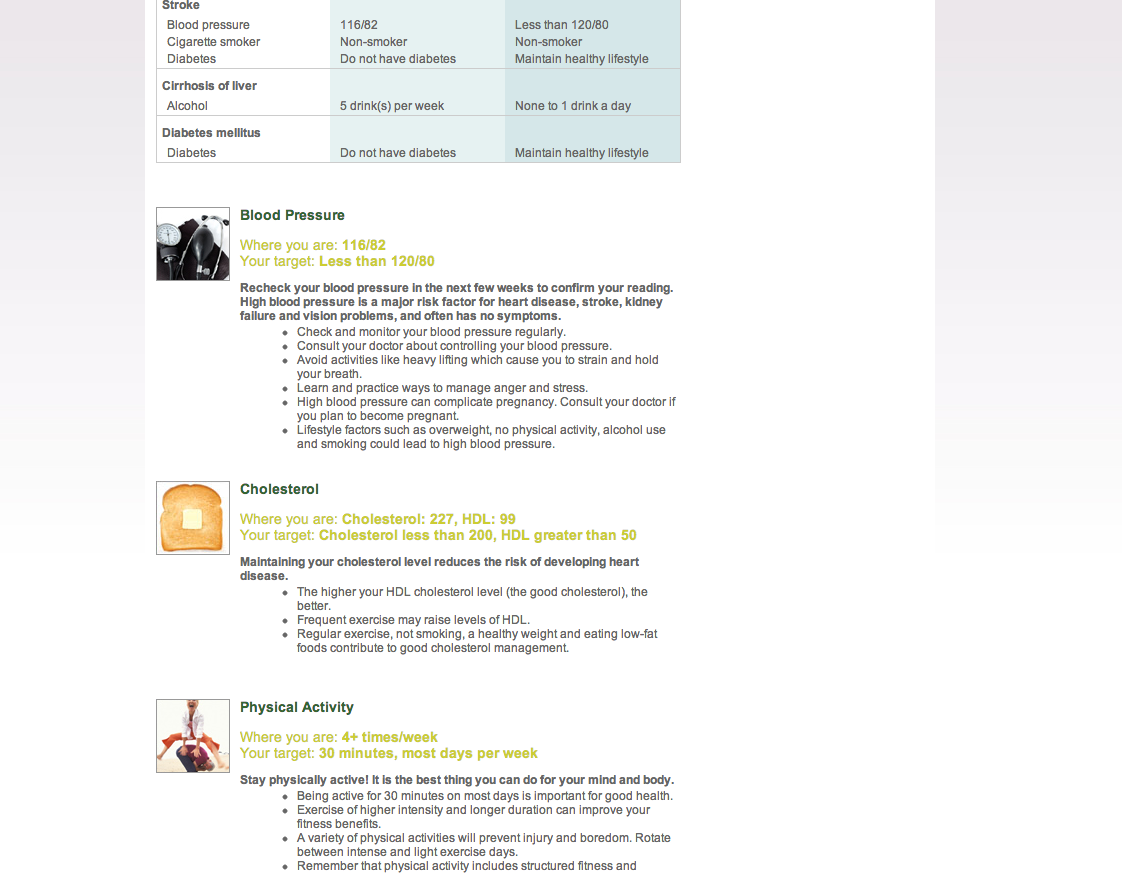 Stroke
Blood pressure 116/82 Less than 120/80
Cigarette smoker Non-smoker Non-smoker
Diabetes Do not have diabetes Maintain healthy lifestyle
Cirrhosis of liver
Alcohol 5 drink(s) per week None to 1 drink a day
Diabetes mellitus
Diabetes Do not have diabetes Maintain healthy lifestyle
Blood Pressure
Where you are: 116/82
Your target: Less than 120/80
Recheck your blood pressure in the next few weeks to confirm your reading.
High blood pressure is a major risk factor for heart disease, stroke, kidney
failure and vision problems, and often has no symptoms.
• Check and monitor your blood pressure regularly.
• Consult your doctor about controlling your blood pressure.
• Avoid activities like heavy lifting which cause you to strain and hold
your breath.
• Learn and practice ways to manage anger and stress.
• High blood pressure can complicate pregnancy. Consult your doctor if
you plan to become pregnant.
• Lifestyle factors such as overweight, no physical activity, alcohol use
and smoking could lead to high blood pressure.
Cholesterol
Where you are: Cholesterol: 227, HDL: 99
Your target: Cholesterol less than 200, HDL greater than 50
Maintaining your cholesterol level reduces the risk of developing heart
disease.
• The higher your HDL cholesterol level (the good cholesterol), the
better.
• Frequent exercise may raise levels of HDL.
• Regular exercise, not smoking, a healthy weight and eating low-fat
foods contribute to good cholesterol management.
Physical Activity
Where you are: 4+ times/week
Your target: 30 minutes, most days per week
Stay physically active! It is the best thing you can do for your mind and body.
• Being active for 30 minutes on most days is important for good health.
• Exercise of higher intensity and longer duration can improve your
fitness benefits.
• A variety of physical activities will prevent injury and boredom. Rotate
between intense and light exercise days.
• Remember that physical activity includes structured fitness and